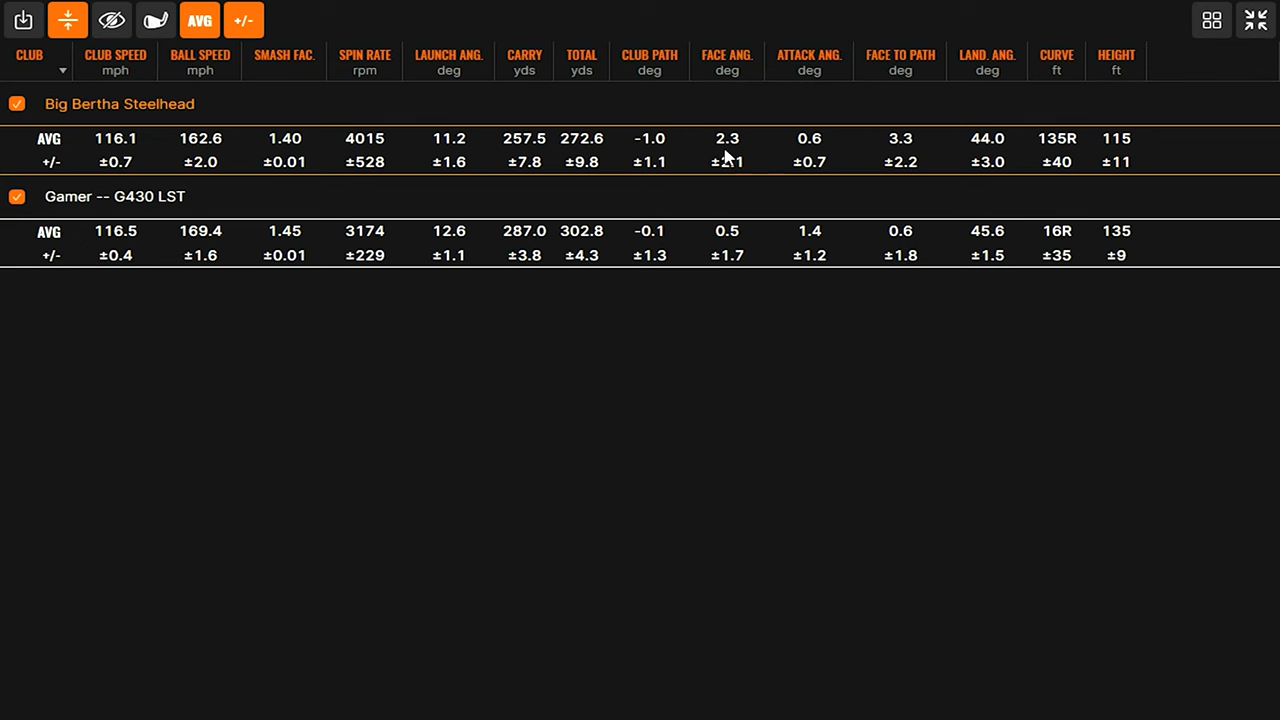 AVG +/-
CLUB CLUB SPEED BALL SPEED SMASH FAC. SPIN RATE LAUNCH ANG. CARRY TOTAL CLUB PATH FACE ANG. ATTACK ANG. FACE TO PATH LAND. ANG. CURVE HEIGHT
mph mph rpm deg yds yds deg deg deg deg deg ft ft
Big Bertha Steelhead
AVG 116.1 162.6 1.40 4015 11.2 257.5 272.6 -1.0 2.3 0.6 3.3 44.0 135R 115
+/- ±0.7 ±2.0 ±0.01 ±528 ±1.6 ±7.8 ±9.8 ±1.1 ±2.1 ±0.7 ±2.2 ±3.0 ±40 ±11
Gamer -- G430 LST
AVG 116.5 169.4 1.45 3174 12.6 287.0 302.8 -0.1 0.5 1.4 0.6 45.6 16R 135
+/- ±0.4 ±1.6 ±0.01 ±229 ±1.1 ±3.8 ±4.3 ±1.3 ±1.7 ±1.2 ±1.8 ±1.5 ±35 ±9